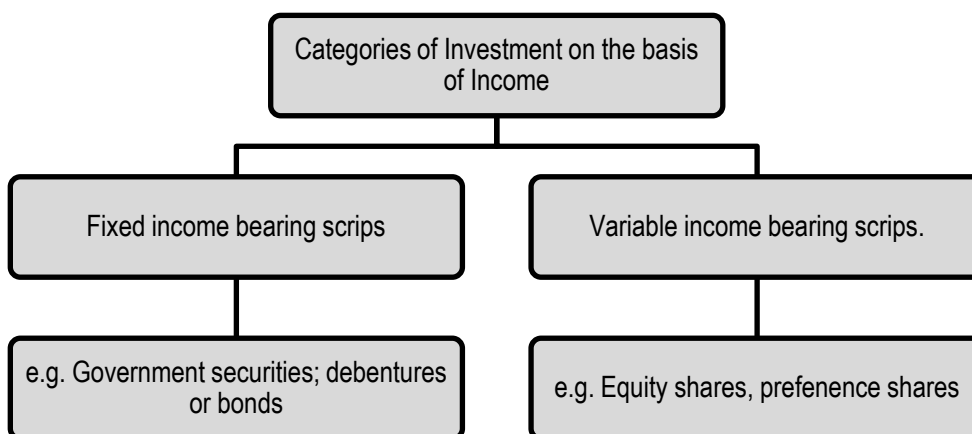 Categories of Investment on the basis
of Income
Fixed income bearing scrips
Variable income bearing scrips.
e.g. Government securities; debentures
or bonds
e.g. Equity shares, prefenence shares